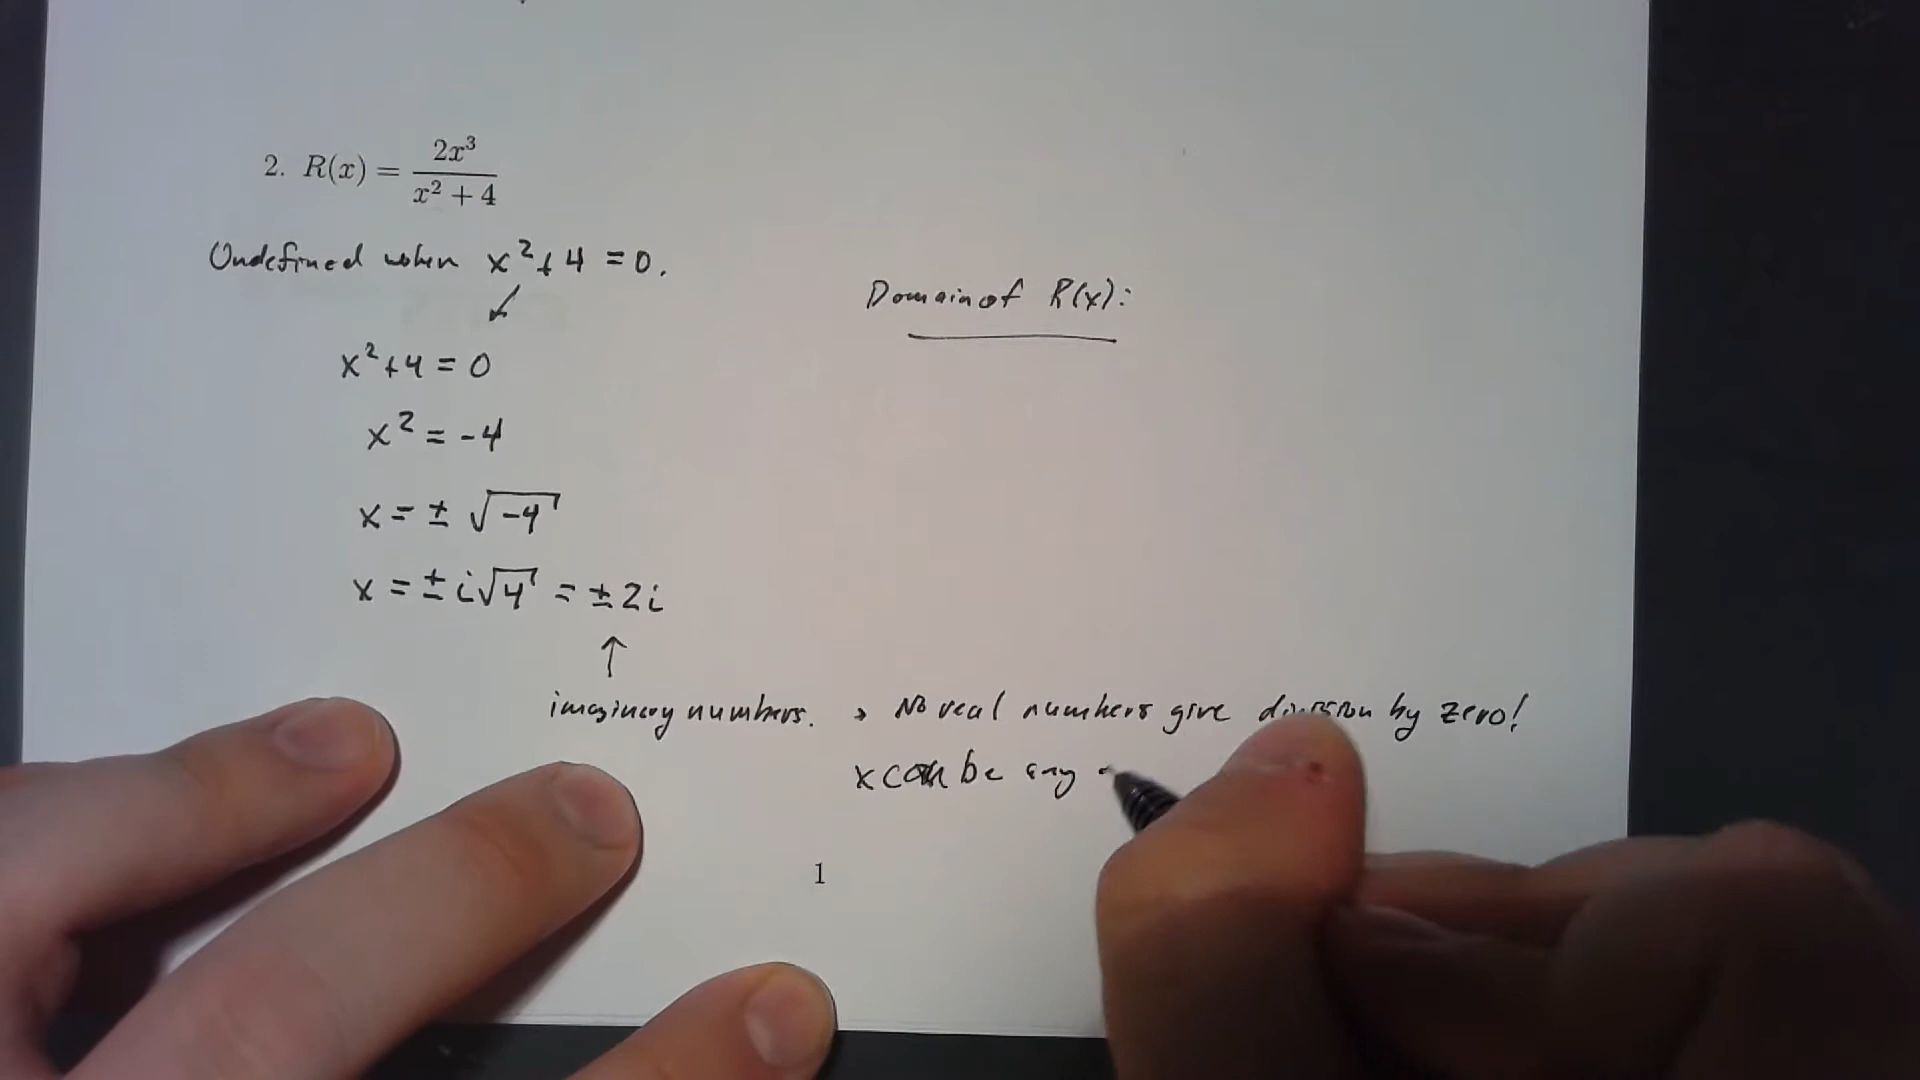 2. R(x) = 2x³ / x² + 4
Undefined when x²+4 = 0.
x²+4 = 0
x² = -4
x = ± √-4
x = ± i√4 = ± 2i
↑
imaginary numbers.
Domain of R(x):
→ No real numbers give division by zero!
x can be any
1